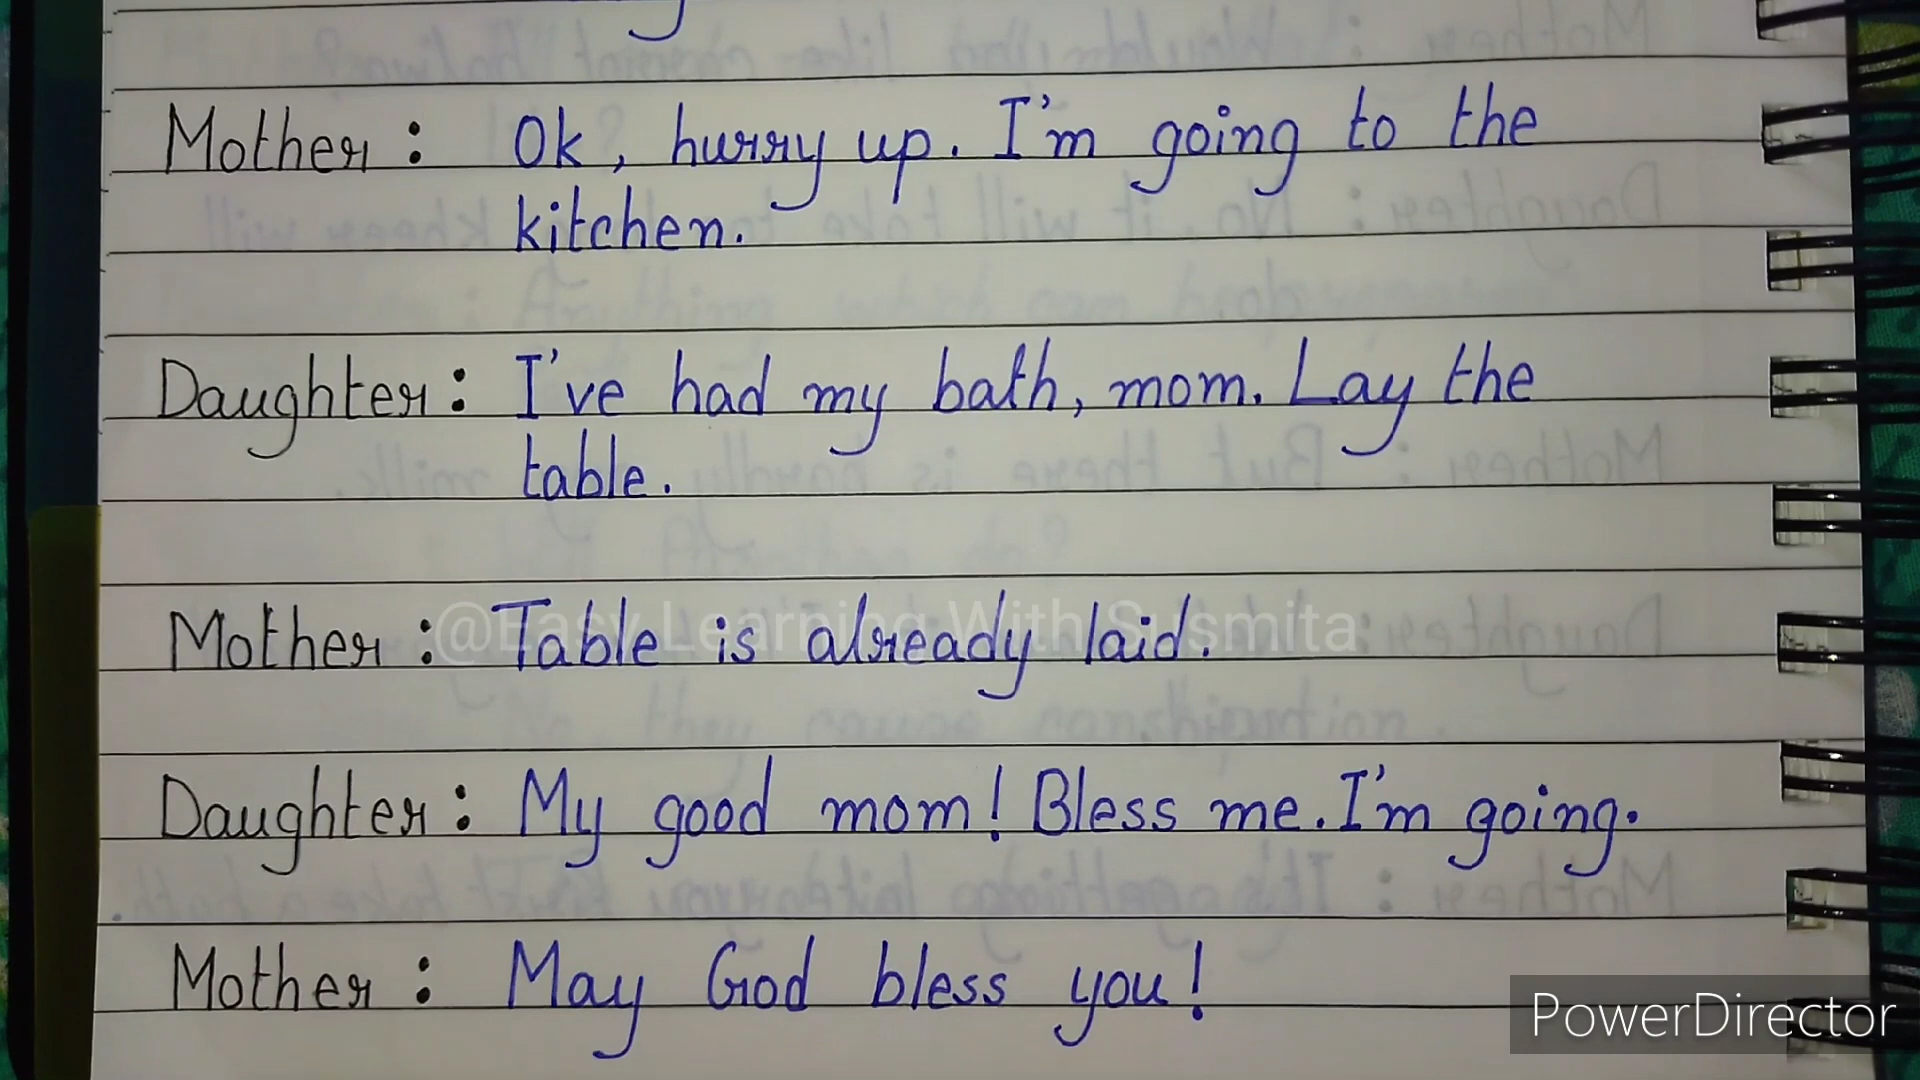 Mother : Ok, hurry up. I'm going to the
kitchen.
Daughter : I've had my bath, mom. Lay the
table.
@Easy Learning With Susmita
Mother : Table is already laid.
Daughter : My good mom! Bless me. I'm going.
Mother : May God bless you!
PowerDirector